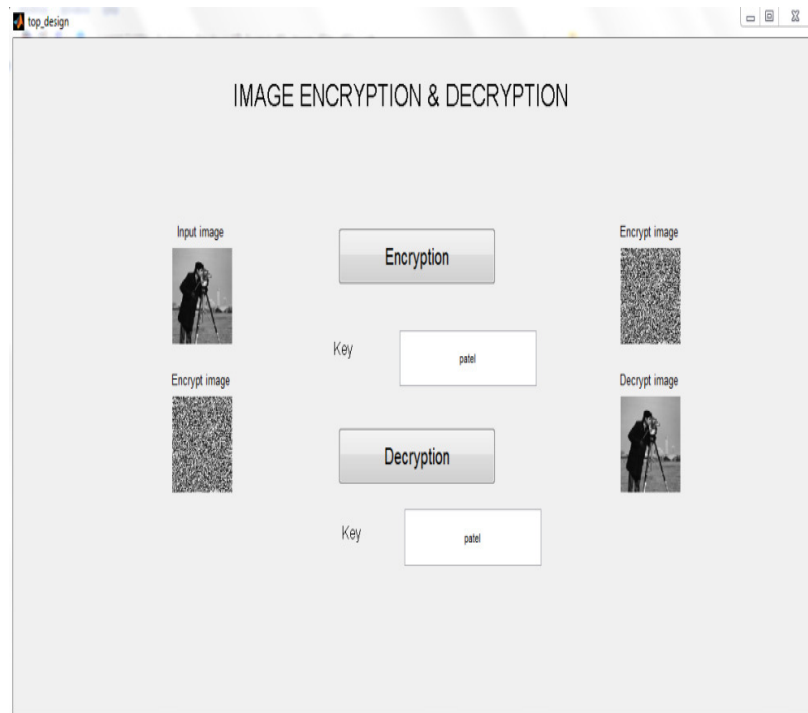 top_design
IMAGE ENCRYPTION & DECRYPTION
Input image
Encryption
Encrypt image
Key
patel
Encrypt image
Decrypt image
Decryption
Key
patel